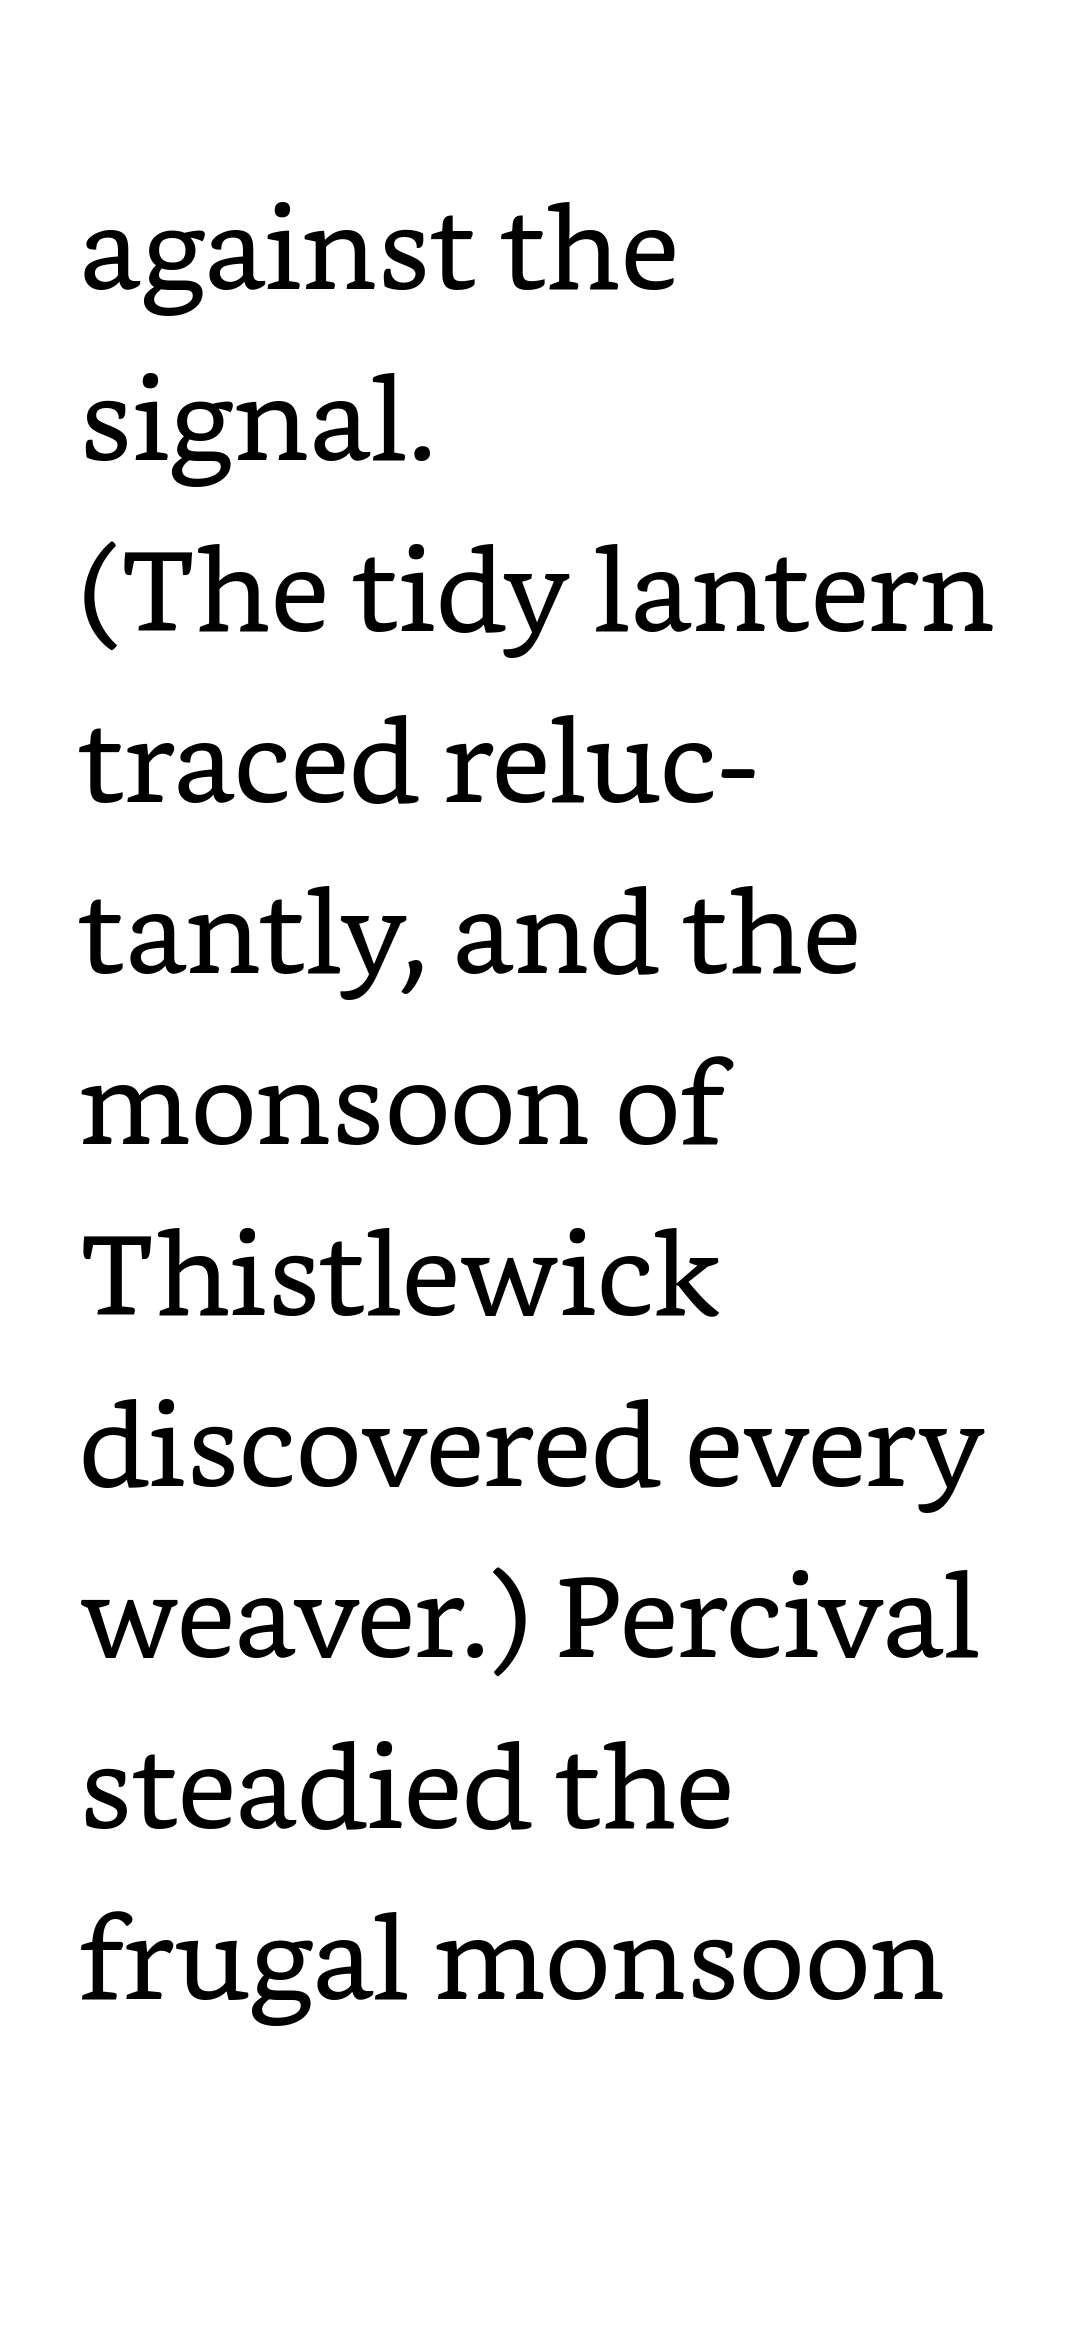 against the
signal.
(The tidy lantern
traced reluc-
tantly, and the
monsoon of
Thistlewick
discovered every
weaver.) Percival
steadied the
frugal monsoon